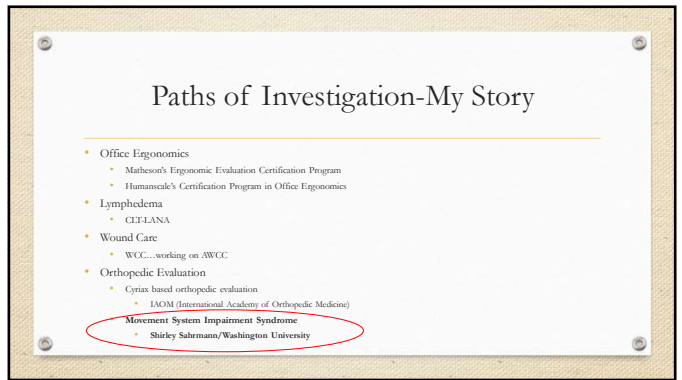 Paths of Investigation-My Story
• Office Ergonomics
• Matheson's Ergonomic Evaluation Certification Program
• Humanscale's Certification Program in Office Ergonomics
• Lymphedema
• CLT-LANA
• Wound Care
• WCC…working on AWCC
• Orthopedic Evaluation
• Cyriax based orthopedic evaluation
• IAOM (International Academy of Orthopedic Medicine)
• Movement System Impairment Syndrome
• Shirley Sahrmann/Washington University